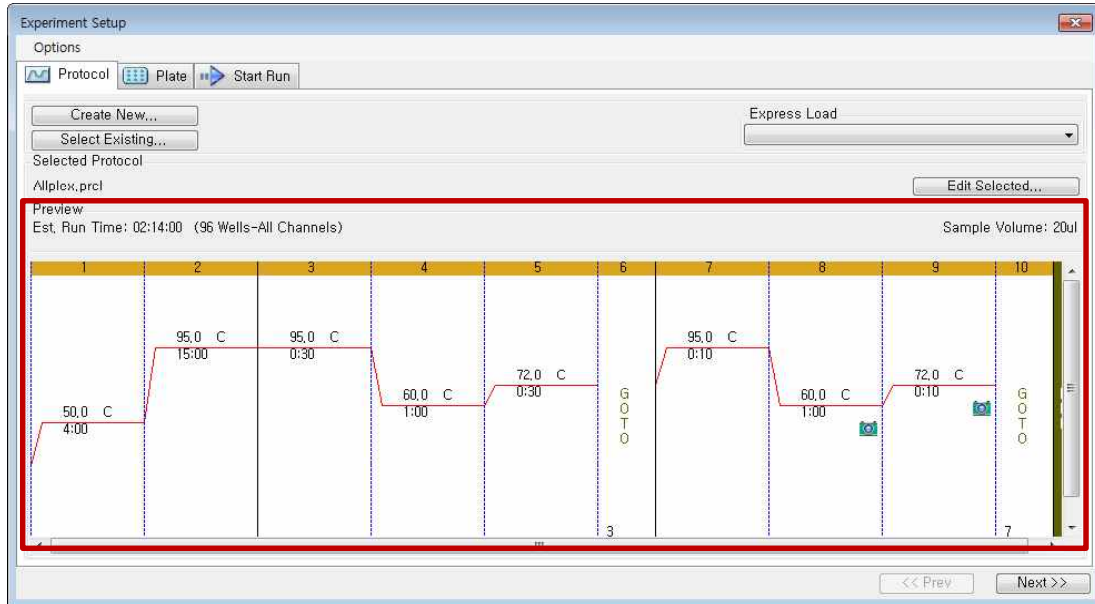 Experiment Setup
Options
Protocol Plate Start Run
Create New... Express Load
Select Existing...
Selected Protocol
Allplex.prcl Edit Selected...
Preview
Est. Run Time: 02:14:00 (96 Wells-All Channels) Sample Volume: 20ul
1 2 3 4 5 6 7 8 9 10
95.0 C 95.0 C 95.0 C
15:00 0:30 0:10
72.0 C 72.0 C
0:30 0:10
60.0 C 60.0 C
1:00 1:00
50.0 C
4:00
G O T O G O T O
3 7
<< Prev Next >>